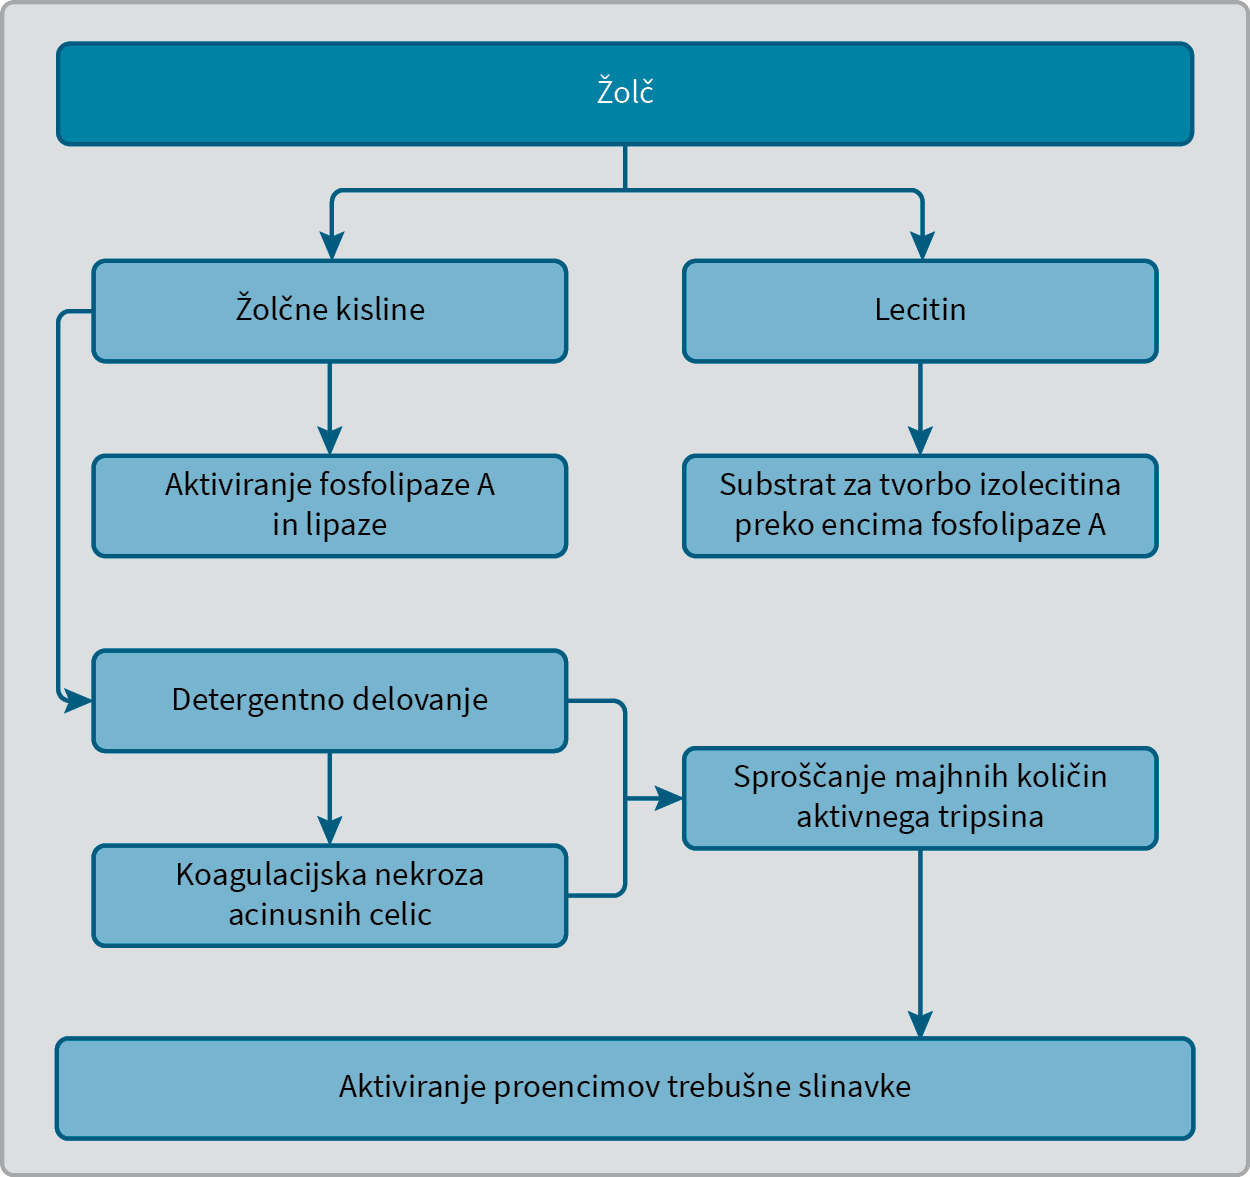 Žolč
Žolčne kisline
Lecitin
Aktiviranje fosfolipaze A
in lipaze
Substrat za tvorbo izolecitina
preko encima fosfolipaze A
Detergentno delovanje
Sproščanje majhnih količin
aktivnega tripsina
Koagulacijska nekroza
acinusnih celic
Aktiviranje proencimov trebušne slinavke